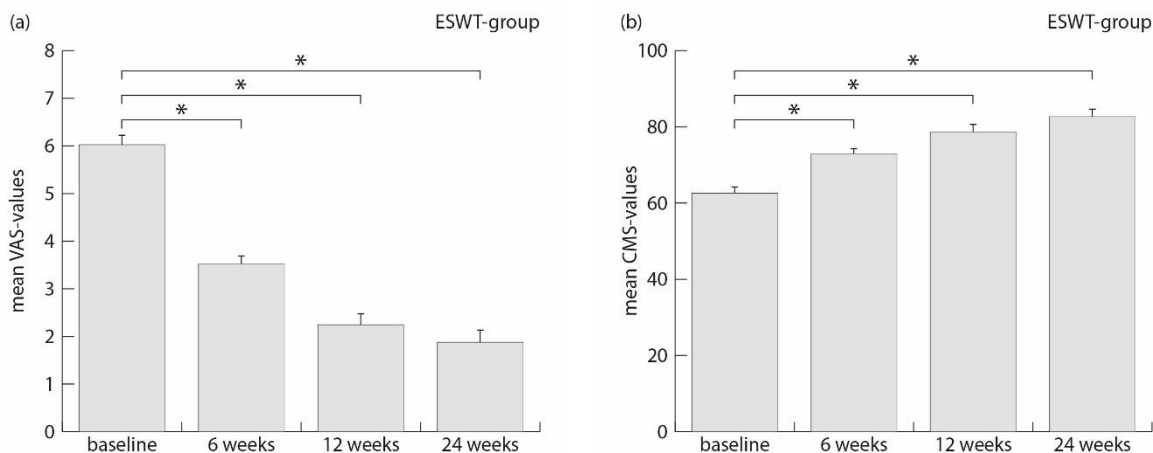 (a)
ESWT-group
8
7
6
5
4
3
2
1
0
mean VAS-values
*
*
*
baseline
6 weeks
12 weeks
24 weeks
(b)
ESWT-group
100
80
60
40
20
0
mean CMS-values
*
*
*
baseline
6 weeks
12 weeks
24 weeks